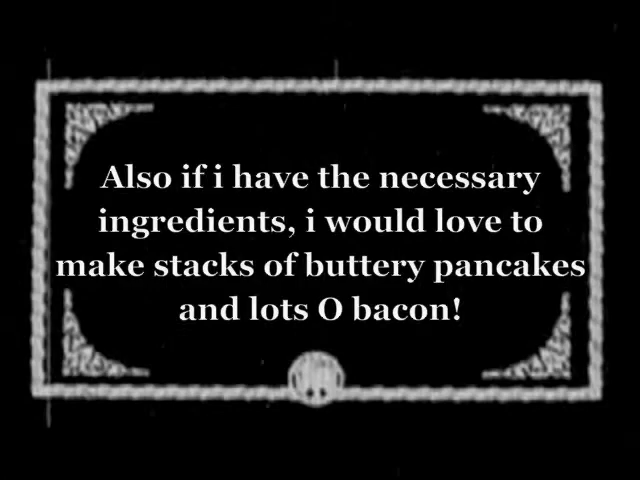 Also if i have the necessary
ingredients, i would love to
make stacks of buttery pancakes
and lots O bacon!